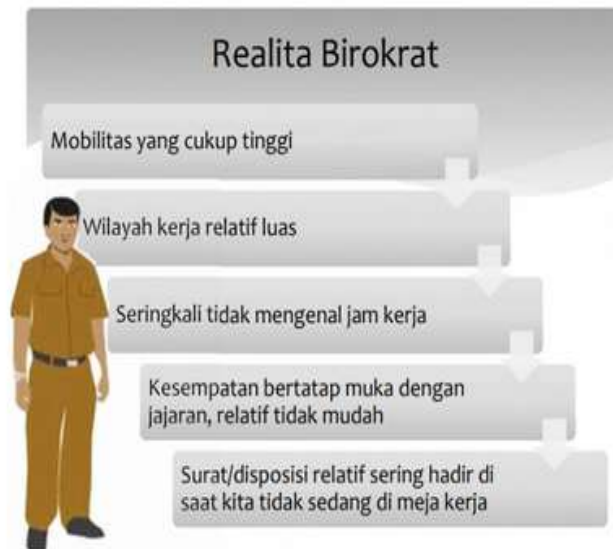 Realita Birokrat
Mobilitas yang cukup tinggi
Wilayah kerja relatif luas
Seringkali tidak mengenal jam kerja
Kesempatan bertatap muka dengan
jajaran, relatif tidak mudah
Surat/disposisi relatif sering hadir di
saat kita tidak sedang di meja kerja